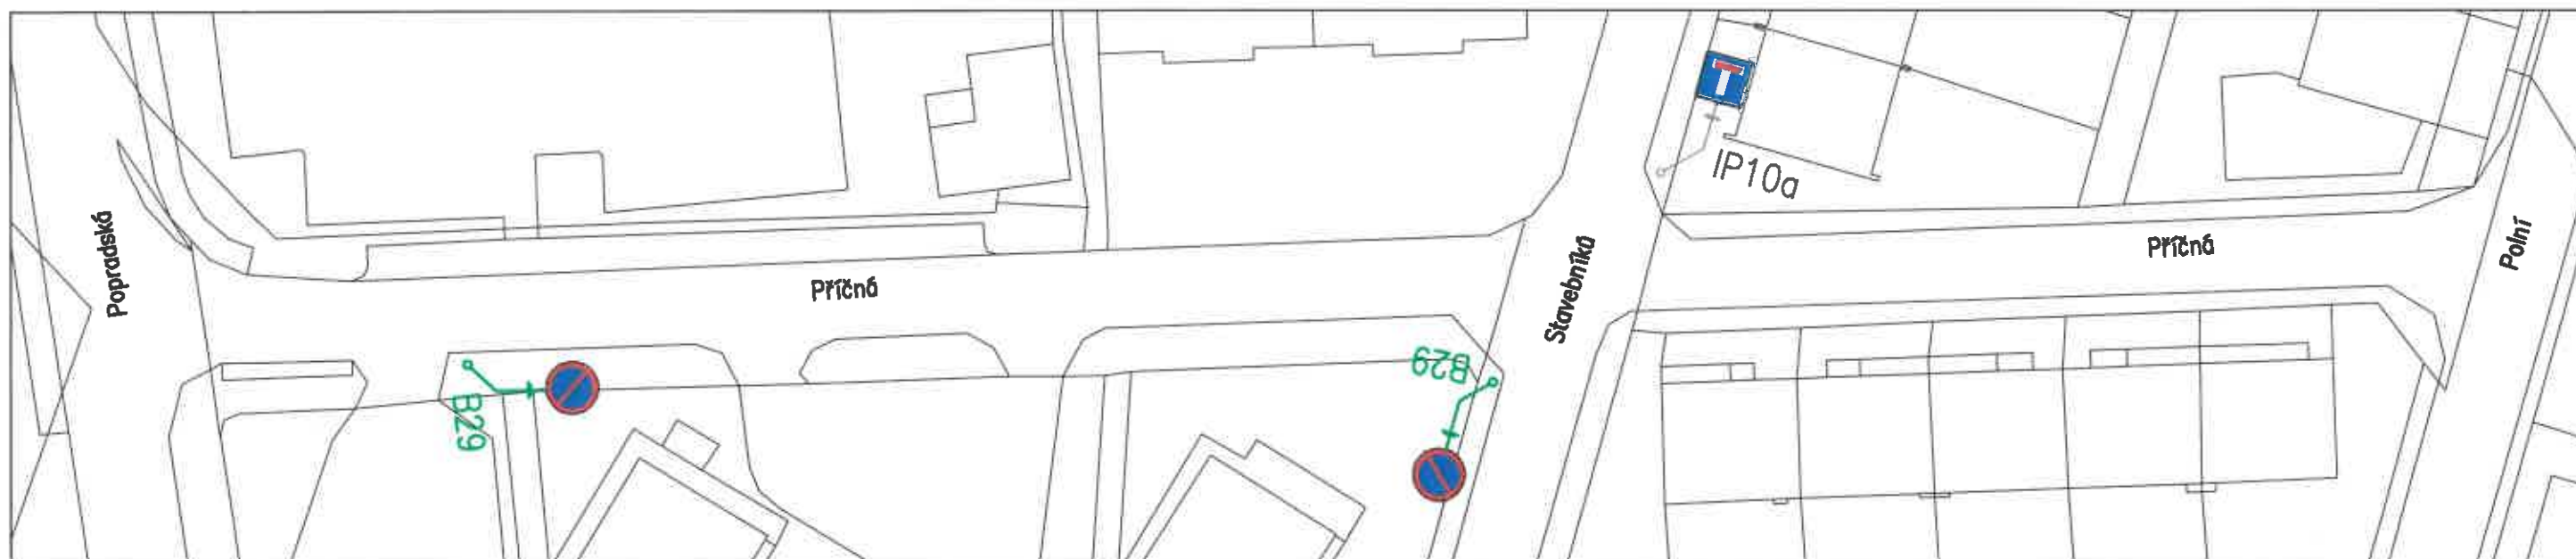 IP10a
Popradská
Příčná
Stavebníků
Příčná
Polní
B29
B29